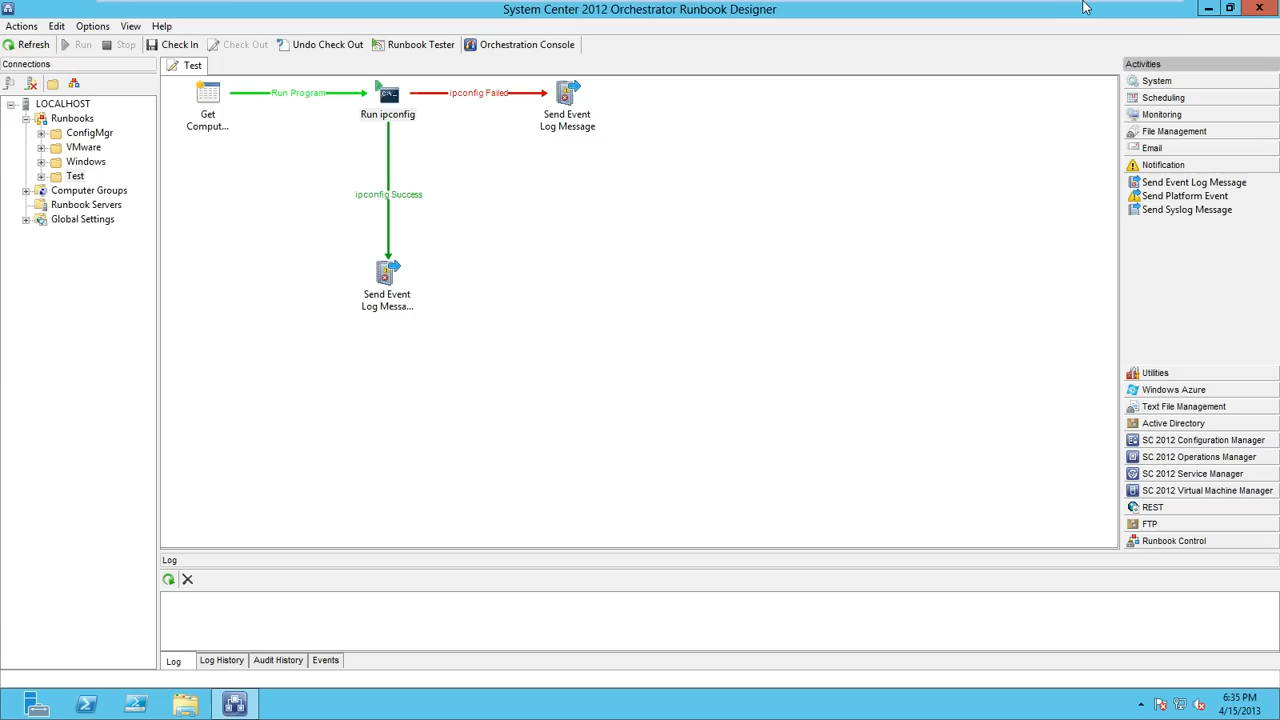 System Center 2012 Orchestrator Runbook Designer
Actions Edit Options View Help
Refresh Run Stop Check In Check Out Undo Check Out Runbook Tester Orchestration Console
Connections
LOCALHOST
Runbooks
ConfigMgr
VMware
Windows
Test
Computer Groups
Runbook Servers
Global Settings
Test
Get
Comput...
Run Program
Run ipconfig
ipconfig Failed
Send Event
Log Message
ipconfig Success
Send Event
Log Messa...
Activities
System
Scheduling
Monitoring
File Management
Email
Notification
Send Event Log Message
Send Platform Event
Send Syslog Message
Utilities
Windows Azure
Text File Management
Active Directory
SC 2012 Configuration Manager
SC 2012 Operations Manager
SC 2012 Service Manager
SC 2012 Virtual Machine Manager
REST
FTP
Runbook Control
Log
Log Log History Audit History Events
6:35 PM
4/15/2013